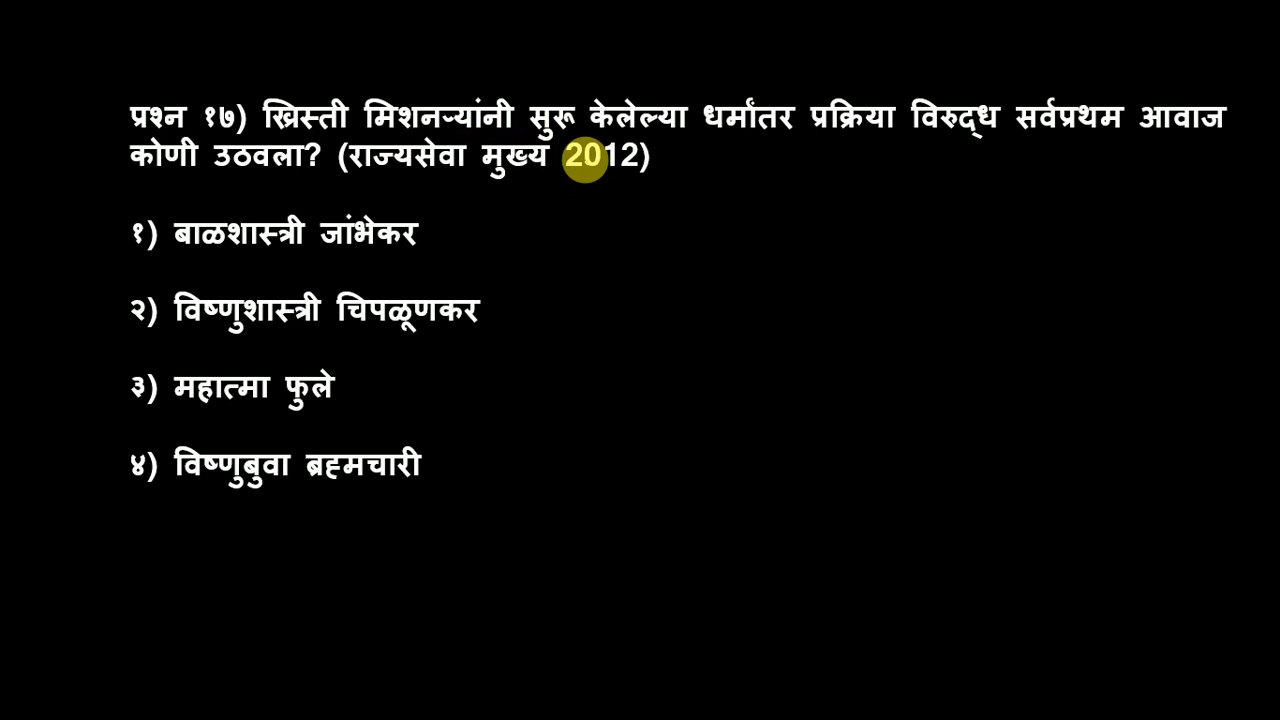 प्रश्न १७) ख्रिस्ती मिशनऱ्यांनी सुरू केलेल्या धर्मांतर प्रक्रिया विरुद्ध सर्वप्रथम आवाज
कोणी उठवला? (राज्यसेवा मुख्य 2012)
१) बाळशास्त्री जांभेकर
२) विष्णुशास्त्री चिपळूणकर
३) महात्मा फुले
४) विष्णुबुवा ब्रह्मचारी